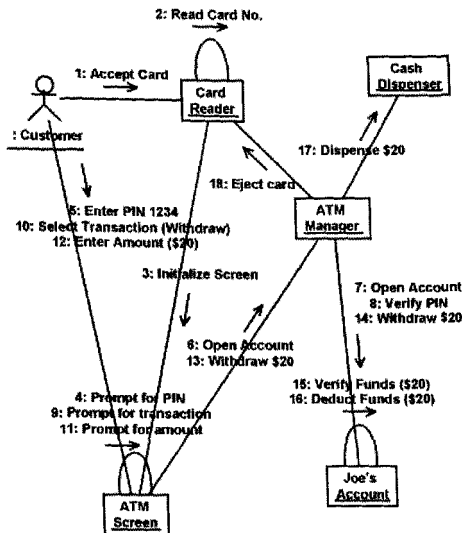 2: Read Card No.
1: Accept Card
Card
Reader
Cash
Dispenser
: Customer
17: Dispense $20
18: Eject card
ATM
Manager
5: Enter PIN 1234
10: Select Transaction (Withdraw)
12: Enter Amount ($20)
3: Initialize Screen
7: Open Account
8: Verify PIN
14: Withdraw $20
6: Open Account
13: Withdraw $20
4: Prompt for PIN
9: Prompt for transaction
11: Prompt for amount
15: Verify Funds ($20)
16: Deduct Funds ($20)
ATM
Screen
Joe's
Account